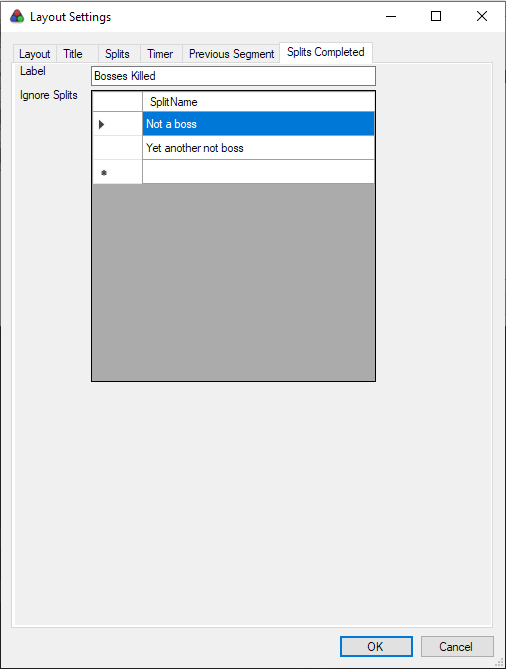 Layout Settings
Layout Title Splits Timer Previous Segment Splits Completed
Label Bosses Killed
Ignore Splits
SplitName
Not a boss
Yet another not boss
OK Cancel